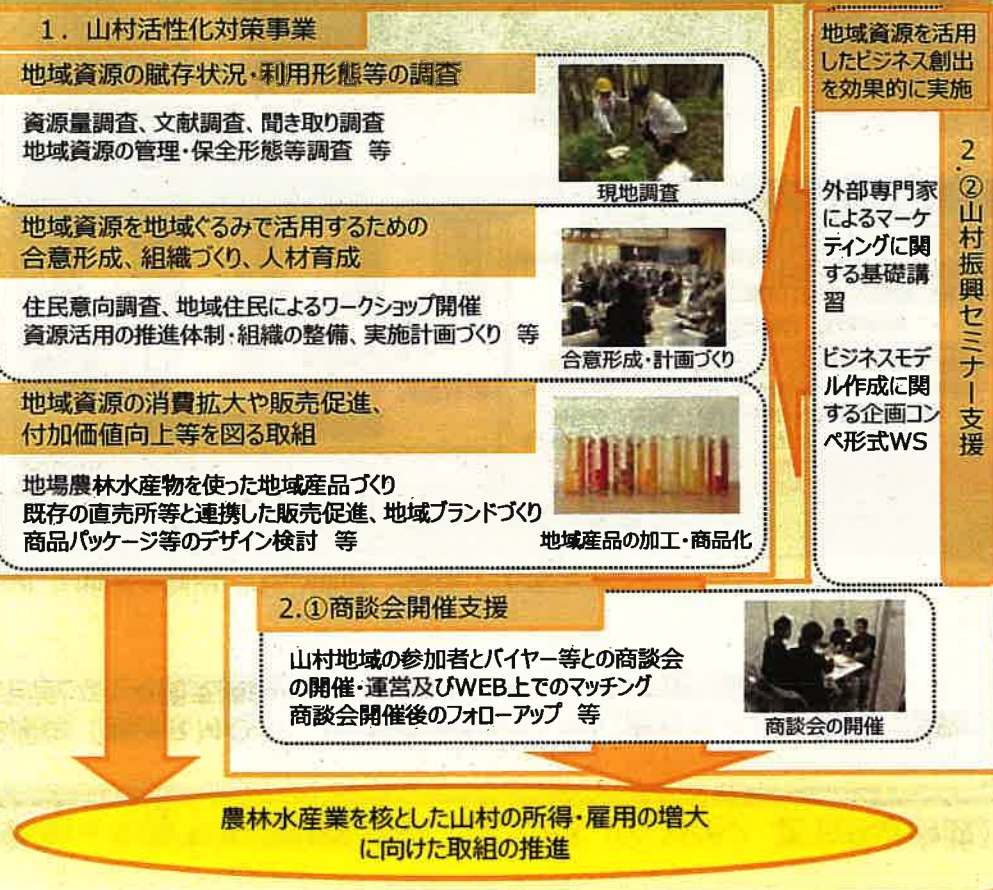 1．山村活性化対策事業
地域資源の賦存状況・利用形態等の調査
資源量調査、文献調査、聞き取り調査
地域資源の管理・保全形態等調査 等
現地調査
地域資源を地域ぐるみで活用するための
合意形成、組織づくり、人材育成
住民意向調査、地域住民によるワークショップ開催
資源活用の推進体制・組織の整備、実施計画づくり 等
合意形成・計画づくり
地域資源の消費拡大や販売促進、
付加価値向上等を図る取組
地場農林水産物を使った地域産品づくり
既存の直売所等と連携した販売促進、地域ブランドづくり
商品パッケージ等のデザイン検討 等
地域産品の加工・商品化
地域資源を活用
したビジネス創出
を効果的に実施
2.②山村振興セミナー支援
外部専門家
によるマーケ
ティングに関
する基礎講
習
ビジネスモデ
ル作成に関
する企画コン
ペ形式WS
2.①商談会開催支援
山村地域の参加者とバイヤー等との商談会
の開催・運営及びWEB上でのマッチング
商談会開催後のフォローアップ 等
商談会の開催
農林水産業を核とした山村の所得・雇用の増大
に向けた取組の推進